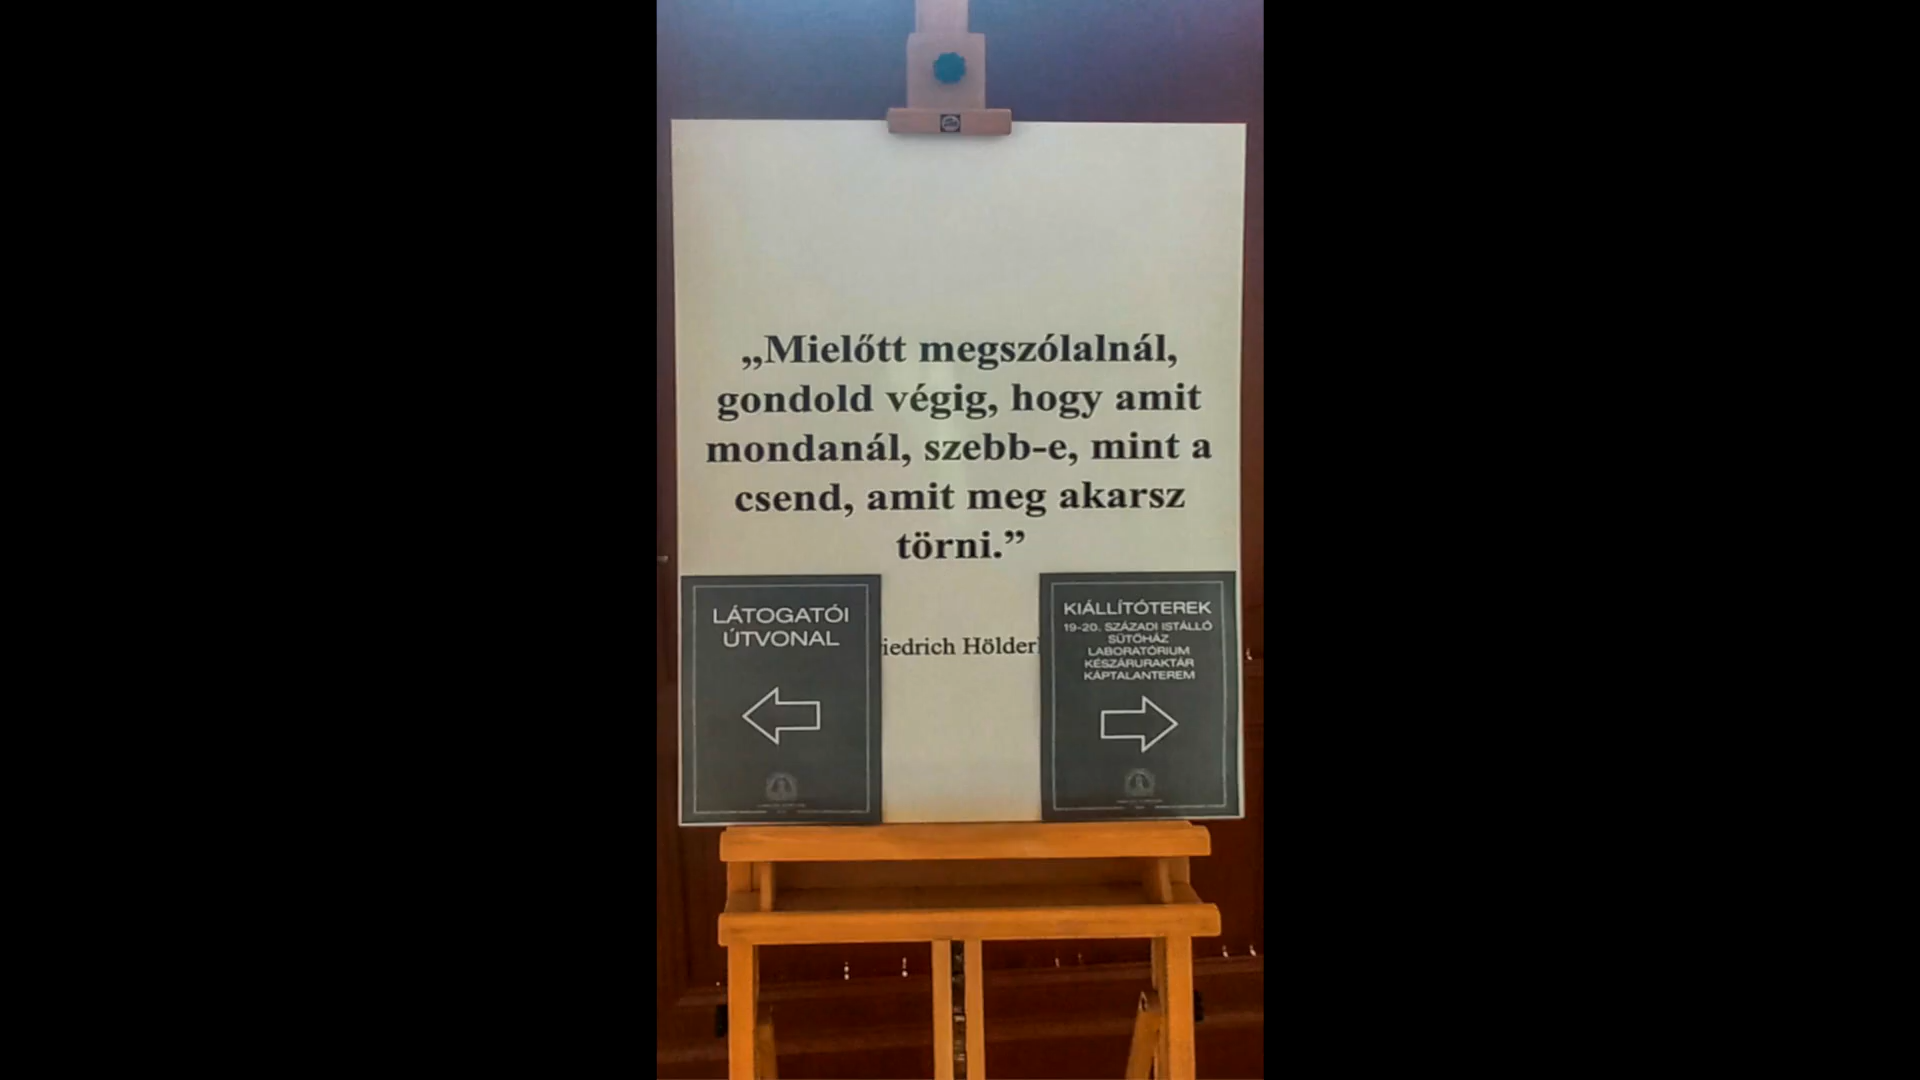 „Mielőtt megszólalnál,
gondold végig, hogy amit
mondanál, szebb-e, mint a
csend, amit meg akarsz
törni.”
iedrich Hölder
LÁTOGATÓI
ÚTVONAL
KIÁLLÍTÓTEREK
19-20. SZÁZADI ISTÁLLÓ
SÜTŐHÁZ
LABORATÓRIUM
KÉSZÁRURAKTÁR
KÁPTALANTEREM